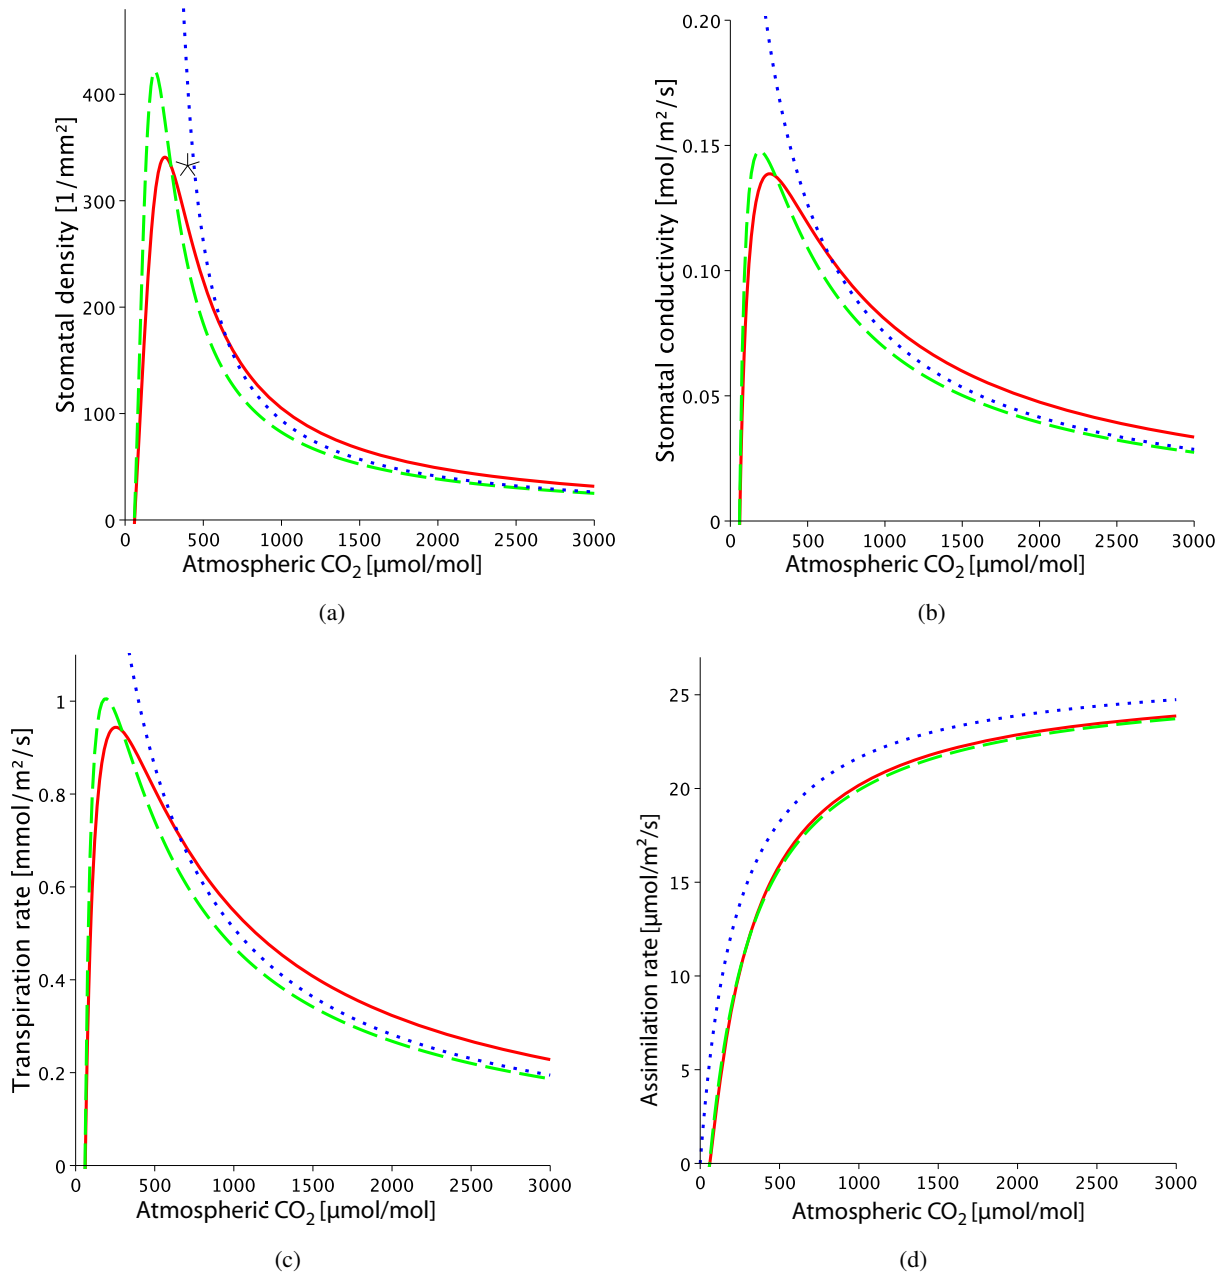 Stomatal density [1/mm²]
400
300
200
100
0
0 500 1000 1500 2000 2500 3000
Atmospheric CO₂ [µmol/mol]
(a)
Stomatal conductivity [mol/m²/s]
0.20
0.15
0.10
0.05
0
0 500 1000 1500 2000 2500 3000
Atmospheric CO₂ [µmol/mol]
(b)
Transpiration rate [mmol/m²/s]
1
0.8
0.6
0.4
0.2
0
0 500 1000 1500 2000 2500 3000
Atmospheric CO₂ [µmol/mol]
(c)
Assimilation rate [µmol/m²/s]
25
20
15
10
5
0
0 500 1000 1500 2000 2500 3000
Atmospheric CO₂ [µmol/mol]
(d)